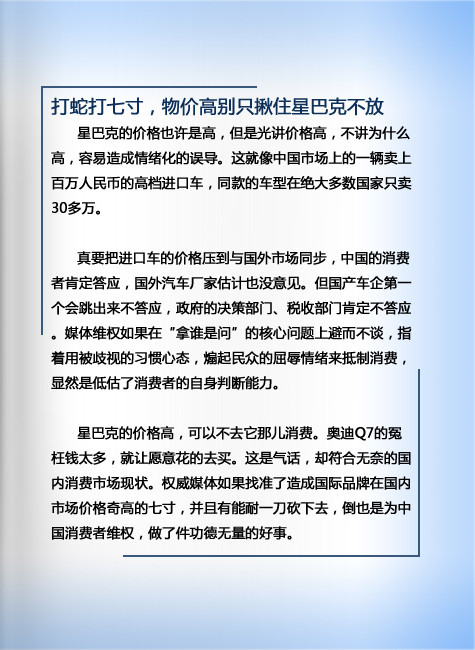 打蛇打七寸，物价高别只揪住星巴克不放
星巴克的价格也许是高，但是光讲价格高，不讲为什么
高，容易造成情绪化的误导。这就像中国市场上的一辆卖上
百万人民币的高档进口车，同款的车型在绝大多数国家只卖
30多万。
真要把进口车的价格压到与国外市场同步，中国的消费
者肯定答应，国外汽车厂家估计也没意见。但国产车企第一
个会跳出来不答应，政府的决策部门、税收部门肯定不答应
。媒体维权如果在“拿谁是问”的核心问题上避而不谈，指
着用被歧视的习惯心态，煽起民众的屈辱情绪来抵制消费，
显然是低估了消费者的自身判断能力。
星巴克的价格高，可以不去它那儿消费。奥迪Q7的冤
枉钱太多，就让愿意花的去买。这是气话，却符合无奈的国
内消费市场现状。权威媒体如果找准了造成国际品牌在国内
市场价格奇高的七寸，并且有能耐一刀砍下去，倒也是为中
国消费者维权，做了件功德无量的好事。